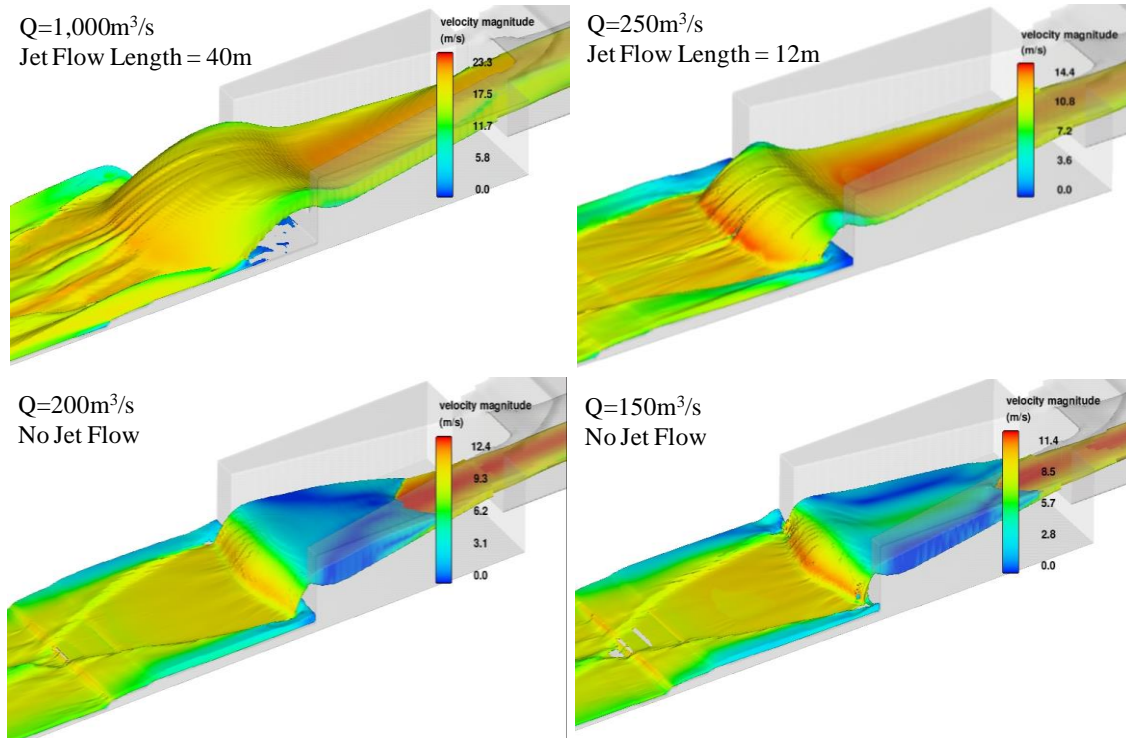 Q=1,000m³/s
Jet Flow Length = 40m
velocity magnitude
(m/s)
23.3
17.5
11.7
5.8
0.0
Q=250m³/s
Jet Flow Length = 12m
velocity magnitude
(m/s)
14.4
10.8
7.2
3.6
0.0
Q=200m³/s
No Jet Flow
velocity magnitude
(m/s)
12.4
9.3
6.2
3.1
0.0
Q=150m³/s
No Jet Flow
velocity magnitude
(m/s)
11.4
8.5
5.7
2.8
0.0